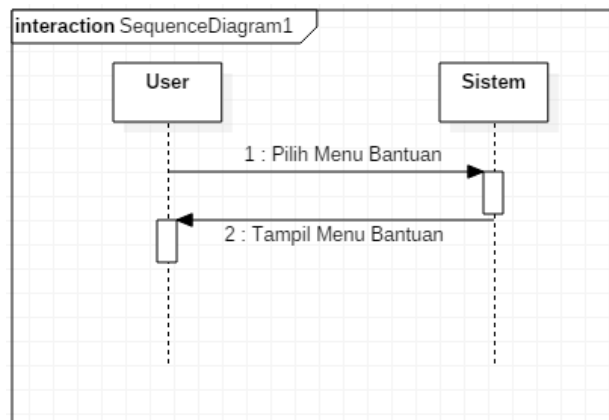 interaction SequenceDiagram1
User
Sistem
1 : Pilih Menu Bantuan
2 : Tampil Menu Bantuan